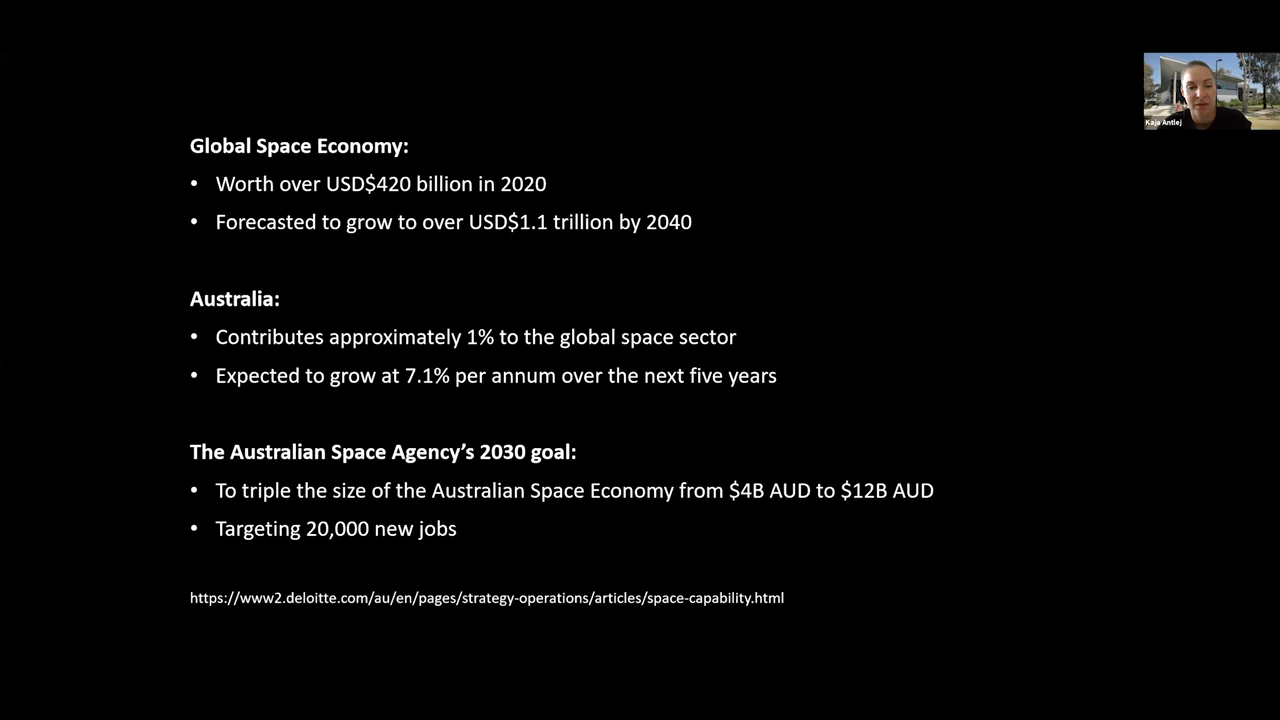 Global Space Economy:
• Worth over USD$420 billion in 2020
• Forecasted to grow to over USD$1.1 trillion by 2040
Australia:
• Contributes approximately 1% to the global space sector
• Expected to grow at 7.1% per annum over the next five years
The Australian Space Agency’s 2030 goal:
• To triple the size of the Australian Space Economy from $4B AUD to $12B AUD
• Targeting 20,000 new jobs
https://www2.deloitte.com/au/en/pages/strategy-operations/articles/space-capability.html
Kaja Antlej